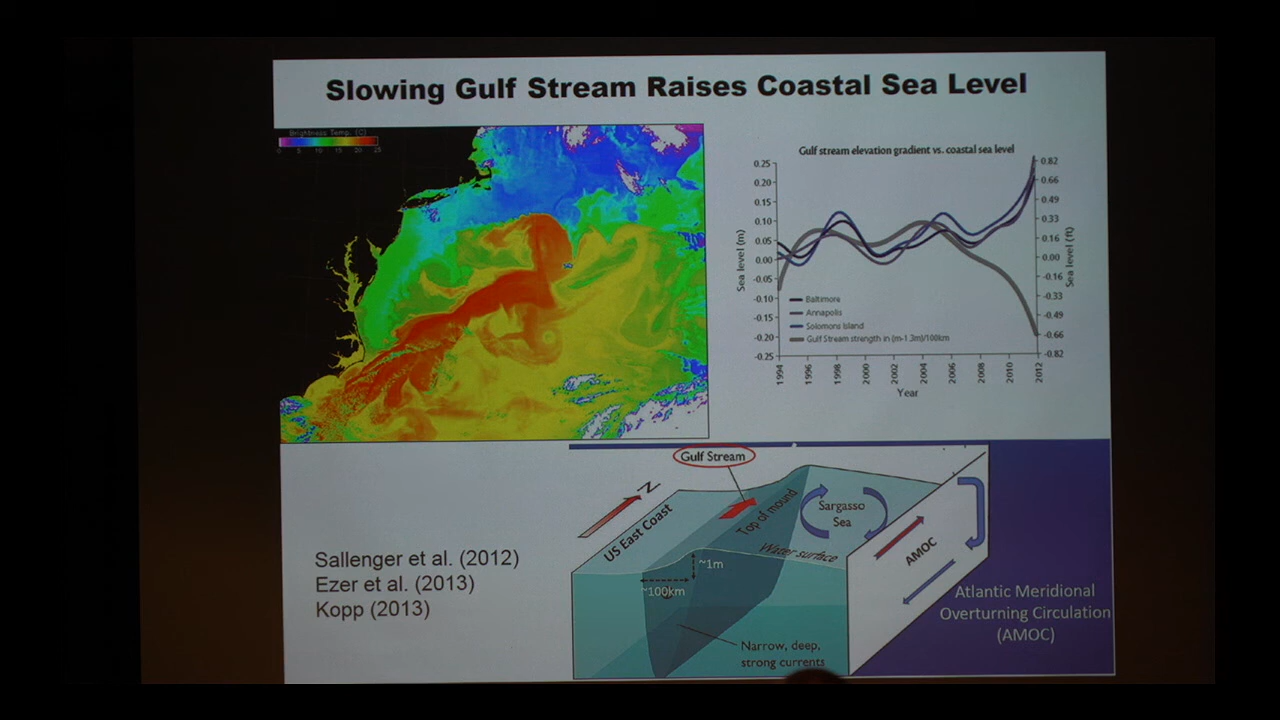 Slowing Gulf Stream Raises Coastal Sea Level
Brightness Temp. (C)
0 5 10 15 20 25
Gulf stream elevation gradient vs. coastal sea level
Sea level (m)
0.25
0.20
0.15
0.10
0.05
0.00
-0.05
-0.10
-0.15
-0.20
-0.25
0.82
0.66
0.49
0.33
0.16
0.00
-0.16
-0.33
-0.49
-0.66
-0.82
Sea level (ft)
Baltimore
Annapolis
Solomons Island
Gulf Stream strength in (m-1.3m)/100km
1994 1996 1998 2000 2002 2004 2006 2008 2010 2012
Year
Gulf Stream
N
US East Coast
Top of mound
Sargasso
Sea
Water surface
~1m
~100km
AMOC
Narrow, deep,
strong currents
Sallenger et al. (2012)
Ezer et al. (2013)
Kopp (2013)
Atlantic Meridional
Overturning Circulation
(AMOC)